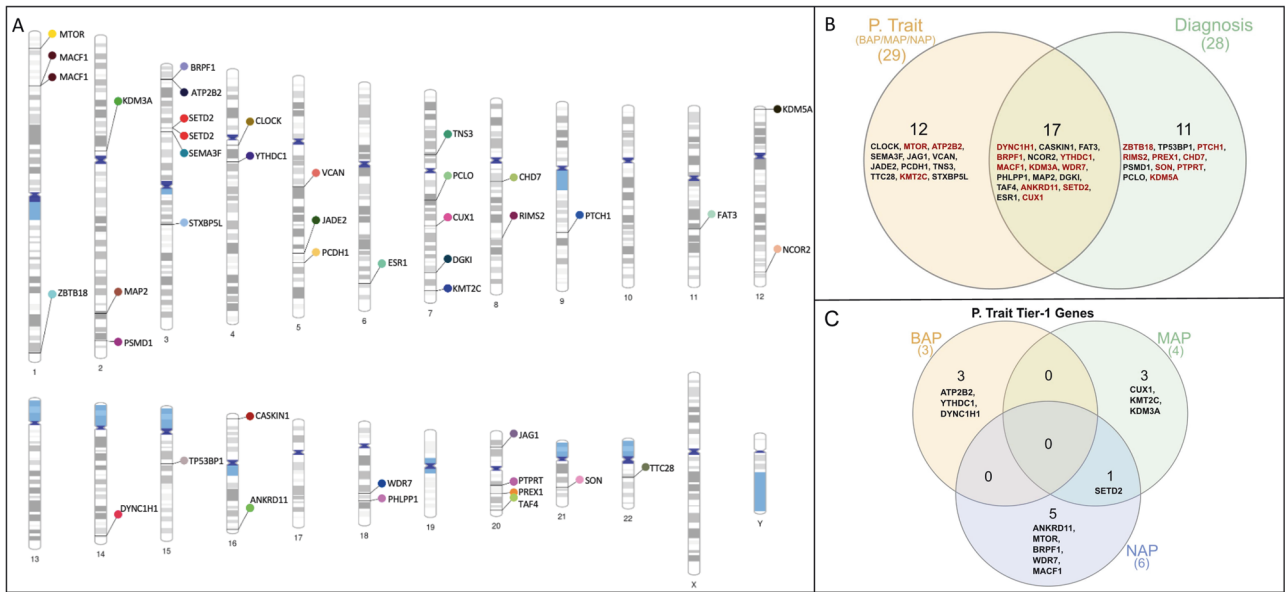 A
MTOR
MACF1
MACF1
ZBTB18
1
KDM3A
MAP2
PSMD1
2
BRPF1
ATP2B2
SETD2
SETD2
SEMA3F
STXBP5L
3
CLOCK
YTHDC1
4
VCAN
JADE2
PCDH1
5
ESR1
6
TNS3
PCLO
CUX1
DGKI
KMT2C
7
CHD7
RIMS2
8
PTCH1
9
10
FAT3
11
KDM5A
NCOR2
12
13
DYNC1H1
14
TP53BP1
15
CASKIN1
ANKRD11
16
17
WDR7
PHLPP1
18
19
JAG1
PTPRT
PREX1
TAF4
20
SON
21
TTC28
22
X
Y
B
P. Trait
(BAP/MAP/NAP)
(29)
Diagnosis
(28)
12
CLOCK, MTOR, ATP2B2,
SEMA3F, JAG1, VCAN,
JADE2, PCDH1, TNS3,
TTC28, KMT2C, STXBP5L
17
DYNC1H1, CASKIN1, FAT3,
BRPF1, NCOR2, YTHDC1,
MACF1, KDM3A, WDR7,
PHLPP1, MAP2, DGKI,
TAF4, ANKRD11, SETD2,
ESR1, CUX1
11
ZBTB18, TP53BP1, PTCH1,
RIMS2, PREX1, CHD7,
PSMD1, SON, PTPRT,
PCLO, KDM5A
C
P. Trait Tier-1 Genes
BAP
(3)
MAP
(4)
3
ATP2B2,
YTHDC1,
DYNC1H1
0
3
CUX1,
KMT2C,
KDM3A
0
0
1
SETD2
5
ANKRD11,
MTOR,
BRPF1,
WDR7,
MACF1
NAP
(6)